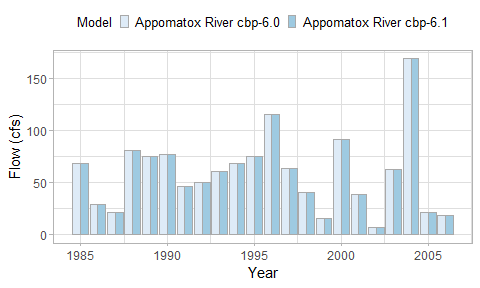 Model Appomatox River cbp-6.0 Appomatox River cbp-6.1
150
100
50
0
Flow (cfs)
1985 1990 1995 2000 2005
Year